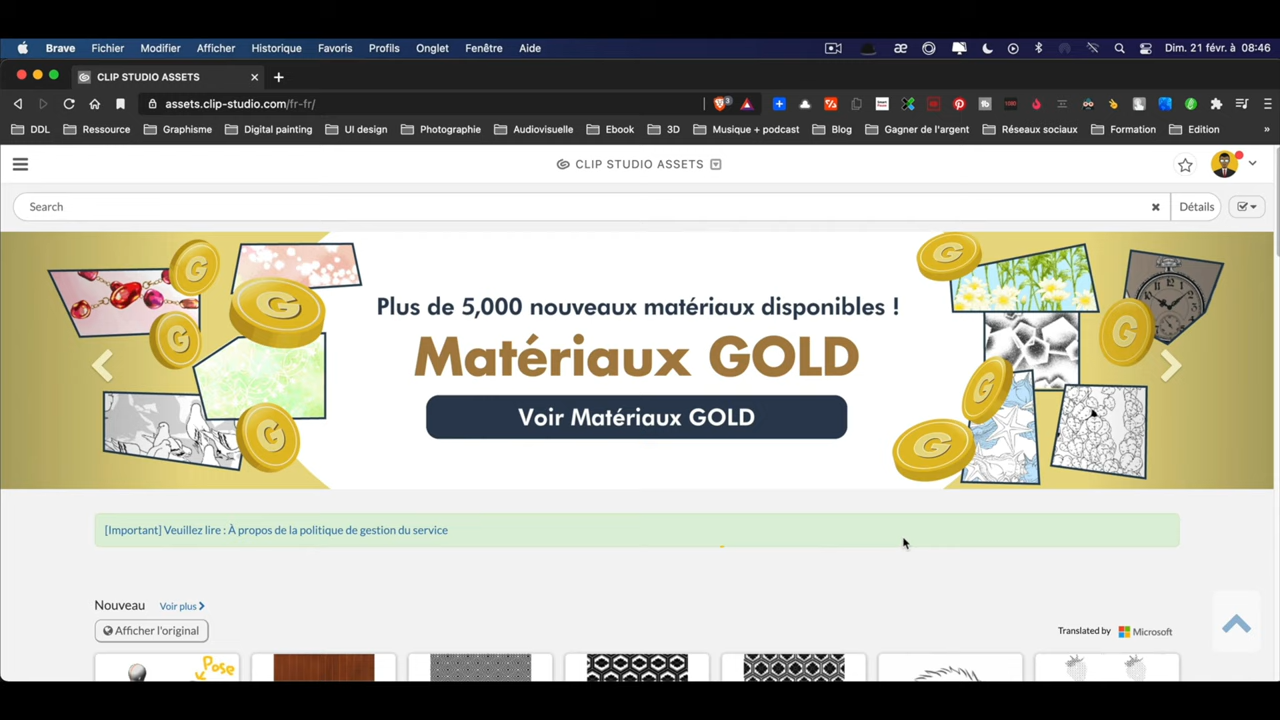 Brave Fichier Modifier Afficher Historique Favoris Profils Onglet Fenêtre Aide Dim. 21 févr à 08:46
CLIP STUDIO ASSETS
assets.clip-studio.com/fr-fr/
DDL Ressource Graphisme Digital painting UI design Photographie Audiovisuelle Ebook 3D Musique + podcast Blog Gagner de l'argent Réseaux sociaux Formation Edition
CLIP STUDIO ASSETS
Search Détails
Plus de 5,000 nouveaux matériaux disponibles !
Matériaux GOLD
Voir Matériaux GOLD
G G G G G G G G
[Important] Veuillez lire : À propos de la politique de gestion du service
Nouveau Voir plus
Afficher l'original
Translated by Microsoft
Pose